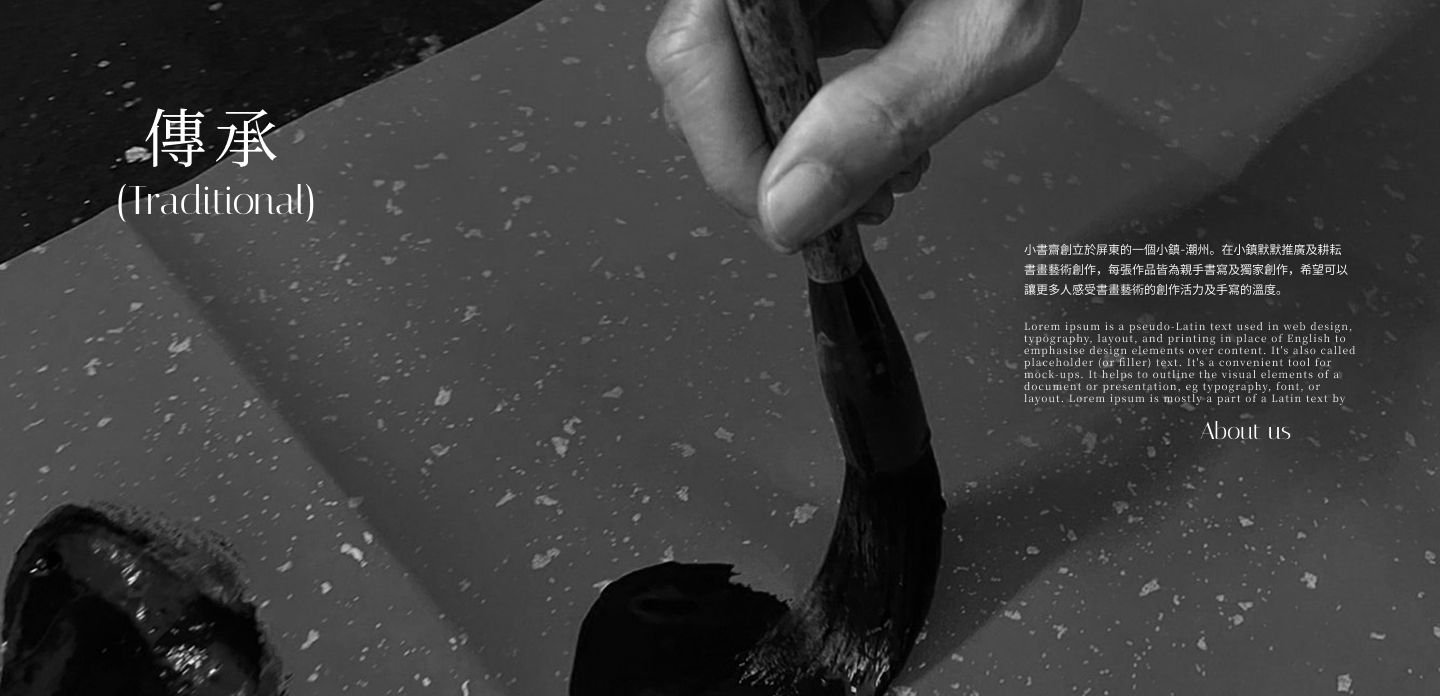 傳承
(Traditional)
小書齋創立於屏東的一個小鎮-潮州。在小鎮默默推廣及耕耘
書畫藝術創作，每張作品皆為親手書寫及獨家創作，希望可以
讓更多人感受書畫藝術的創作活力及手寫的溫度。
Lorem ipsum is a pseudo-Latin text used in web design,
typography, layout, and printing in place of English to
emphasise design elements over content. It's also called
placeholder (or filler) text. It's a convenient tool for
mock-ups. It helps to outline the visual elements of a
document or presentation, eg typography, font, or
layout. Lorem ipsum is mostly a part of a Latin text by
About us